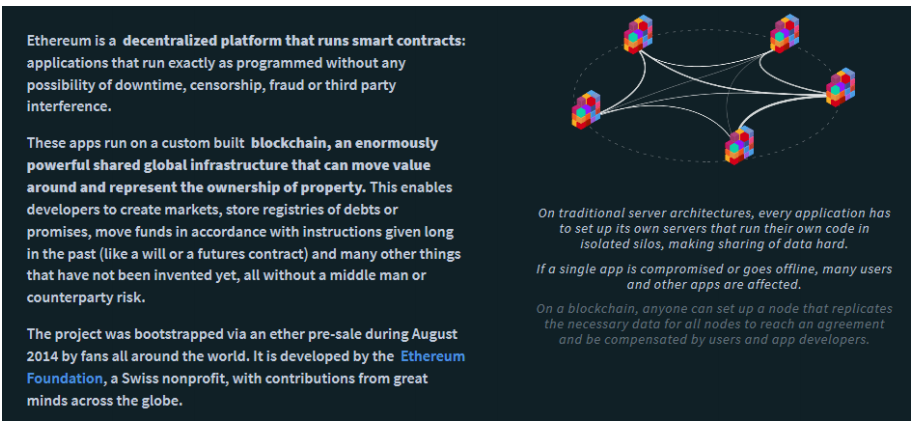 Ethereum is a decentralized platform that runs smart contracts:
applications that run exactly as programmed without any
possibility of downtime, censorship, fraud or third party
interference.
These apps run on a custom built blockchain, an enormously
powerful shared global infrastructure that can move value
around and represent the ownership of property. This enables
developers to create markets, store registries of debts or
promises, move funds in accordance with instructions given long
in the past (like a will or a futures contract) and many other things
that have not been invented yet, all without a middle man or
counterparty risk.
The project was bootstrapped via an ether pre-sale during August
2014 by fans all around the world. It is developed by the Ethereum
Foundation, a Swiss nonprofit, with contributions from great
minds across the globe.
On traditional server architectures, every application has
to set up its own servers that run their own code in
isolated silos, making sharing of data hard.
If a single app is compromised or goes offline, many users
and other apps are affected.
On a blockchain, anyone can set up a node that replicates
the necessary data for all nodes to reach an agreement
and be compensated by users and app developers.